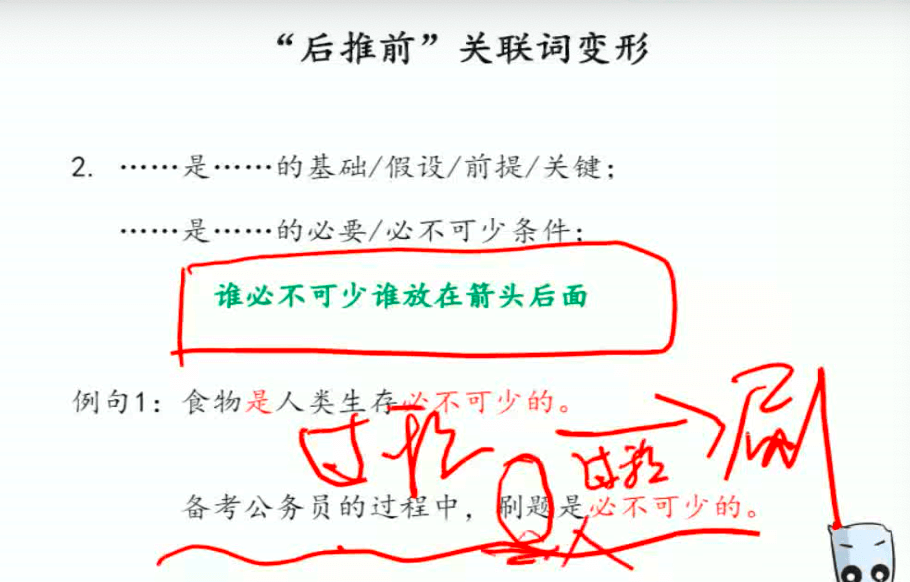 “后推前”关联词变形
2. ……是……的基础/假设/前提/关键；
……是……的必要/必不可少条件；
谁必不可少谁放在箭头后面
例句1：食物是人类生存必不可少的。
过程 → 刷
过程
备考公务员的过程中，刷题是必不可少的。